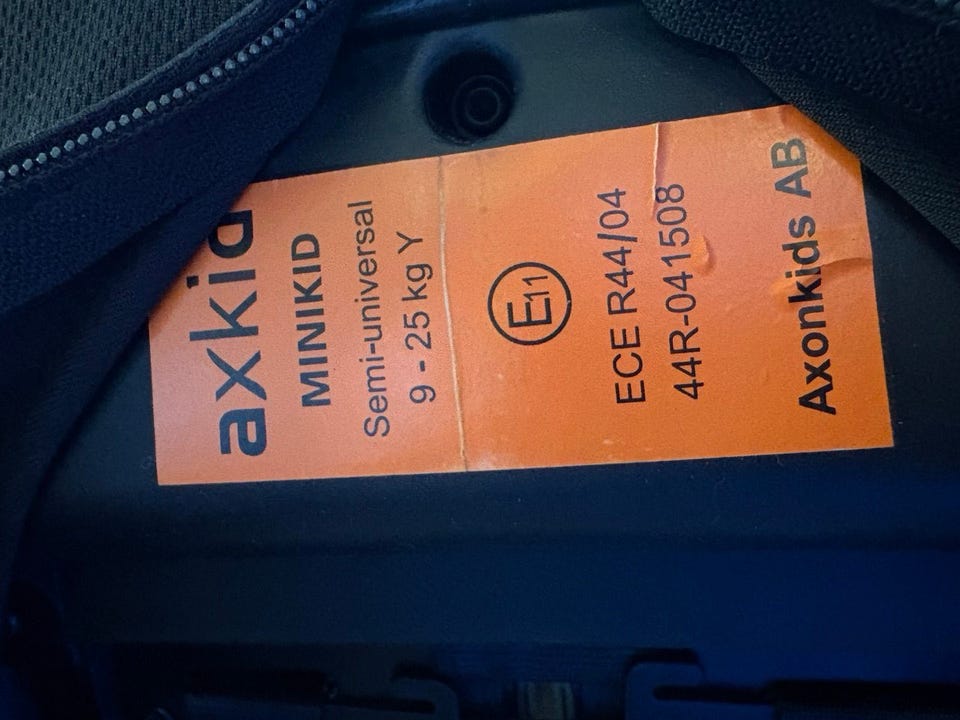 axkid
MINIKID
Semi-universal
9 - 25 kg Y
E11
ECE R44/04
44R-041508
Axonkids AB